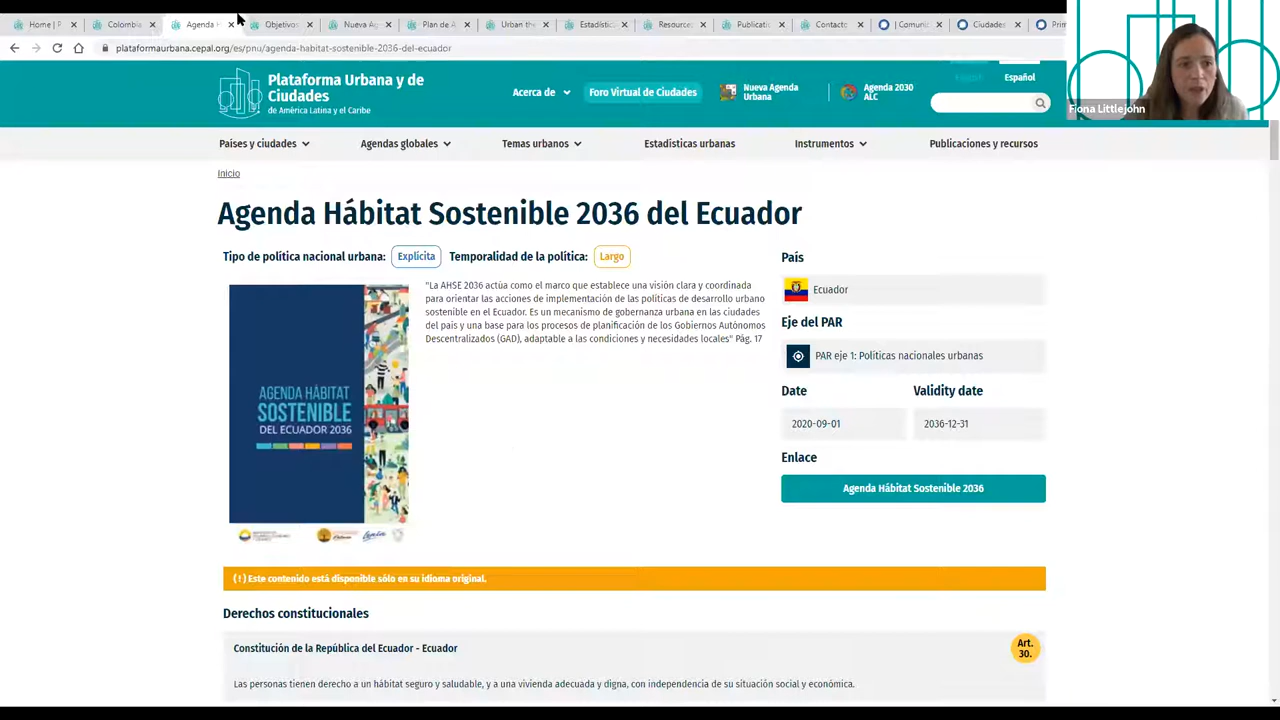 Home | P
Colombi
Agenda H
Objetivos
Nueva Ag
Plan de A
Urban the
Estadístic
Resource
Publicati
Contacto
| Comuni
Ciudades
Prim
plataformaurbana.cepal.org/es/pnu/agenda-habitat-sostenible-2036-del-ecuador
Plataforma Urbana y de
Ciudades
de América Latina y el Caribe
Acerca de
Foro Virtual de Ciudades
Nueva Agenda
Urbana
Agenda 2030
ALC
English
Español
Fiona Littlejohn
Países y ciudades
Agendas globales
Temas urbanos
Estadísticas urbanas
Instrumentos
Publicaciones y recursos
Inicio
Agenda Hábitat Sostenible 2036 del Ecuador
Tipo de política nacional urbana: Explícita Temporalidad de la política: Largo
"La AHSE 2036 actúa como el marco que establece una visión clara y coordinada
para orientar las acciones de implementación de las políticas de desarrollo urbano
sostenible en el Ecuador. Es un mecanismo de gobernanza urbana en las ciudades
del país y una base para los procesos de planificación de los Gobiernos Autónomos
Descentralizados (GAD), adaptable a las condiciones y necesidades locales" Pág. 17
AGENDA HÁBITAT
SOSTENIBLE
DEL ECUADOR 2036
País
Ecuador
Eje del PAR
PAR eje 1: Políticas nacionales urbanas
Date
Validity date
2020-09-01
2036-12-31
Enlace
Agenda Hábitat Sostenible 2036
( ! ) Este contenido está disponible sólo en su idioma original.
Derechos constitucionales
Constitución de la República del Ecuador - Ecuador
Art.
30.
Las personas tienen derecho a un hábitat seguro y saludable, y a una vivienda adecuada y digna, con independencia de su situación social y económica.